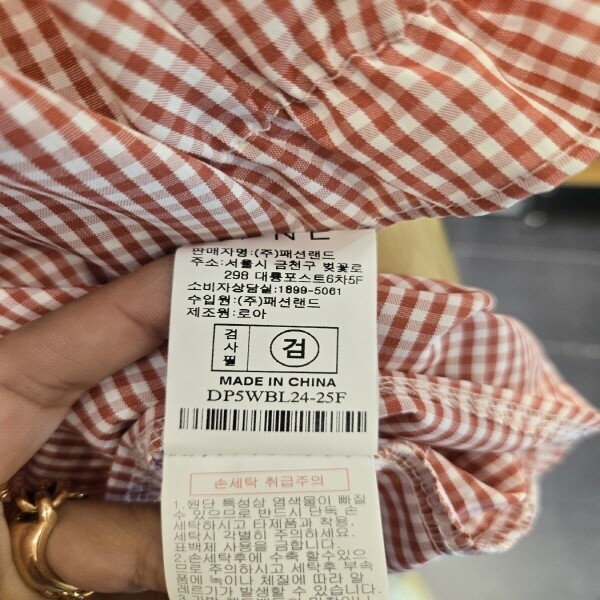 판매자명:(주)패션랜드
주소:서울시 금천구 벚꽃로
298 대륭포스트6차5F
소비자상담실:1899-5061
수입원:(주)패션랜드
제조원:로아
검사필
검
MADE IN CHINA
DP5WBL24-25F
손세탁 취급주의
1.원단 특성상 염색물이 빠질
수 있으므로 반드시 단독 손
세탁하시고 타제품과 착용,
세탁시 각별히 주의하세요.
표백제 사용을 금합니다.
2.손세탁후에 수축 할수있으
므로 주의하시고 세탁후 부속
품에 녹이나 체질에 따라 알
레르기가 발생할 수 있습니다.